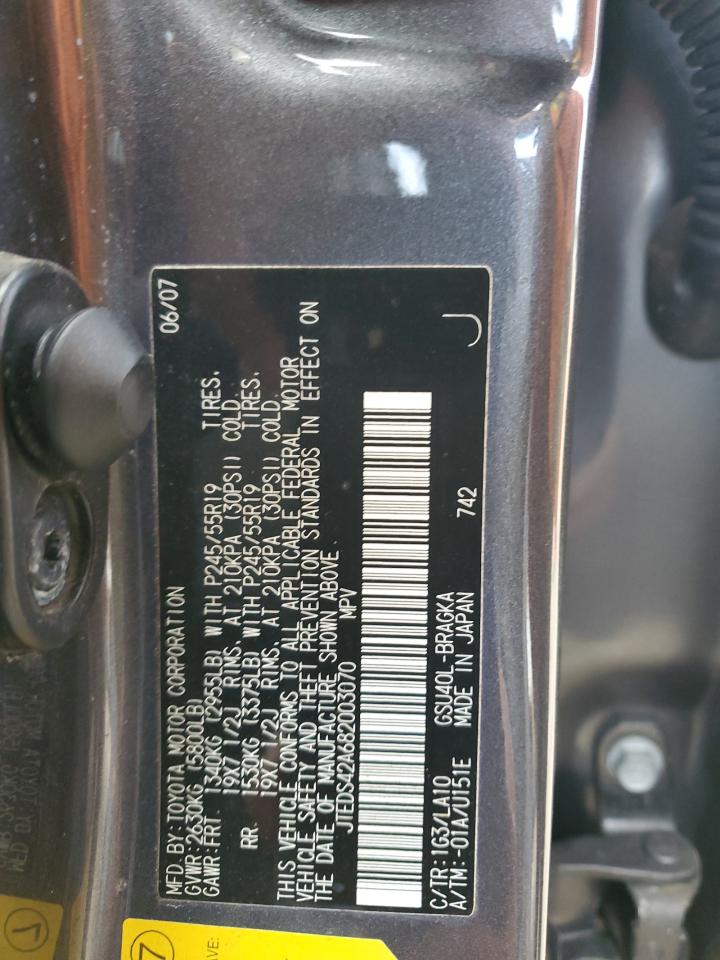 MFD. BY: TOYOTA MOTOR CORPORATION 06/07
GVWR: 2630KG (5800LB)
GAWR: FRT 1340KG (2955LB) WITH P245/55R19 TIRES.
19X7 1/2J RIMS. AT 210KPA (30PSI) COLD.
RR 1530KG (3375LB) WITH P245/55R19 TIRES.
19X7 1/2J RIMS. AT 210KPA (30PSI) COLD.
THIS VEHICLE CONFORMS TO ALL APPLICABLE FEDERAL MOTOR
VEHICLE SAFETY AND THEFT PREVENTION STANDARDS IN EFFECT ON
THE DATE OF MANUFACTURE SHOWN ABOVE.
JTEDS42A682003070 MPV
J
C/TR: 1G3/LA10 GSU40L-BRAGKA 742
A/TM: -01A/U151E MADE IN JAPAN
7
7